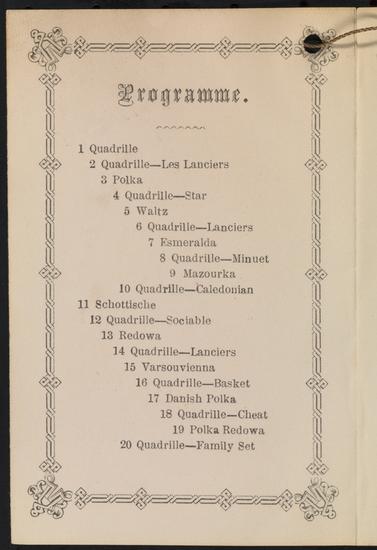 Programme.
1 Quadrille
2 Quadrille—Les Lanciers
3 Polka
4 Quadrille—Star
5 Waltz
6 Quadrille—Lanciers
7 Esmeralda
8 Quadrille—Minuet
9 Mazourka
10 Quadrille—Caledonian
11 Schottische
12 Quadrille—Sociable
13 Redowa
14 Quadrille—Lanciers
15 Varsouvienna
16 Quadrille—Basket
17 Danish Polka
18 Quadrille—Cheat
19 Polka Redowa
20 Quadrille—Family Set